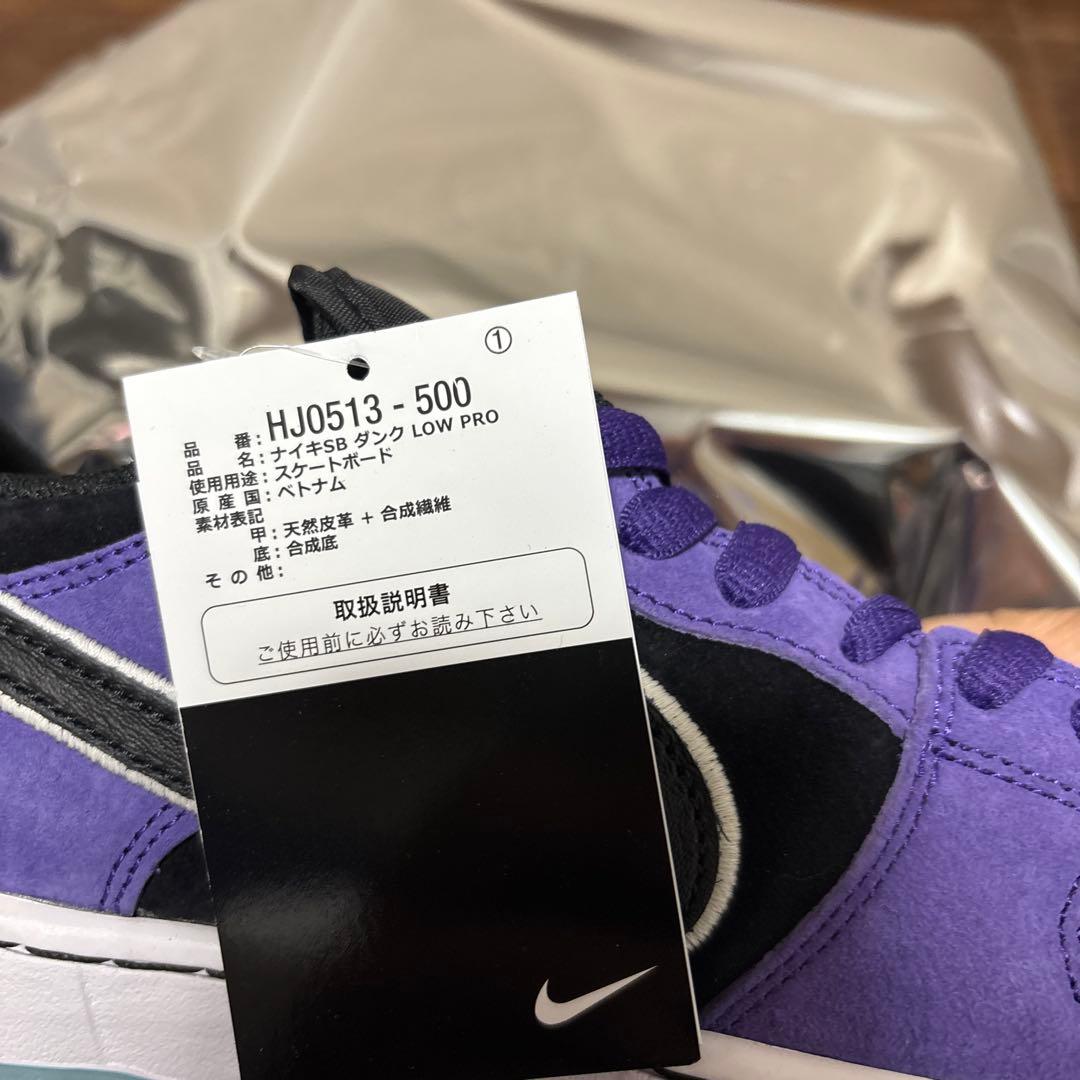 ①
品番:HJ0513-500
品名:ナイキSB ダンク LOW PRO
使用用途:スケートボード
原産国:ベトナム
素材表記
甲:天然皮革+合成繊維
底:合成底
その他:
取扱説明書
ご使用前に必ずお読み下さい